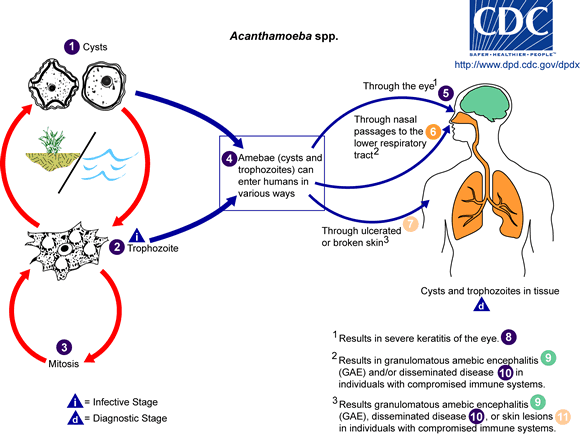 CDC
SAFER • HEALTHIER • PEOPLE™
http://www.dpd.cdc.gov/dpdx
Acanthamoeba spp.
1 Cysts
2 Trophozoite
i
3
Mitosis
4 Amebae (cysts and
trophozoites) can
enter humans in
various ways
Through the eye1 5
Through nasal
passages to the 6
lower respiratory
tract2
7
Through ulcerated
or broken skin3
Cysts and trophozoites in tissue
d
1 Results in severe keratitis of the eye. 8
2 Results in granulomatous amebic encephalitis 9
(GAE) and/or disseminated disease 10 in
individuals with compromised immune systems.
3 Results granulomatous amebic encephalitis 9
(GAE), disseminated disease 10, or skin lesions 11
in individuals with compromised immune systems.
i = Infective Stage
d = Diagnostic Stage